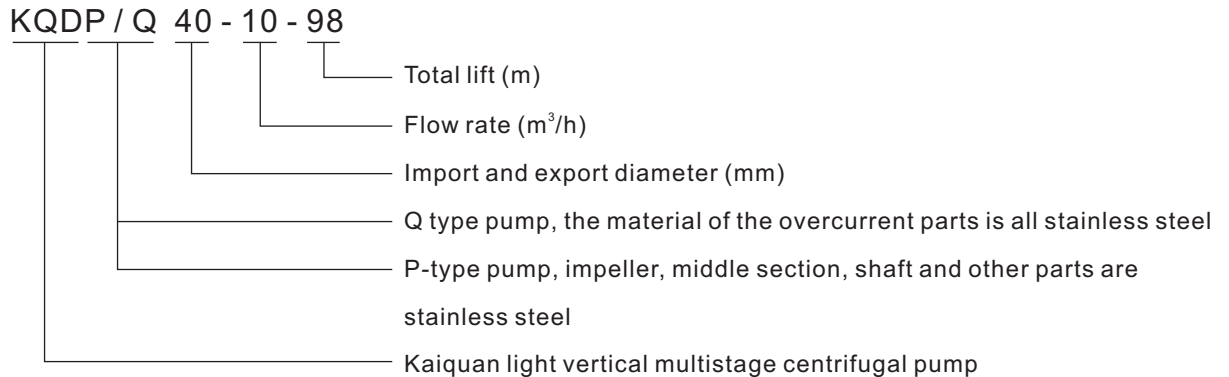 KQDP / Q 40 - 10 - 98
Total lift (m)
Flow rate (m³/h)
Import and export diameter (mm)
Q type pump, the material of the overcurrent parts is all stainless steel
P-type pump, impeller, middle section, shaft and other parts are
stainless steel
Kaiquan light vertical multistage centrifugal pump